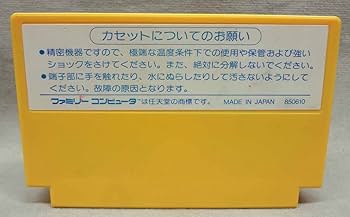 カセットについてのお願い
●精密機器ですので、極端な温度条件下での使用や保管および強い
ショックをさけてください。また、絶対に分解しないでください。
●端子部に手を触れたり、水にぬらしたりして汚さないようにして
ください。故障の原因となります。
ファミリーコンピュータ™は任天堂の商標です。 MADE IN JAPAN 850610